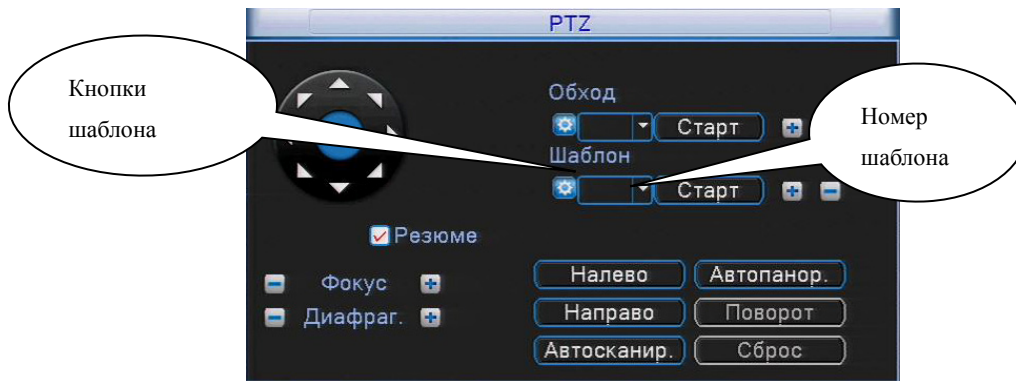 PTZ
Кнопки
шаблона
Обход
Старт
Номер
шаблона
Шаблон
Старт
Резюме
Фокус
Диафраг.
Налево
Автопанор.
Направо
Поворот
Автосканир.
Сброс